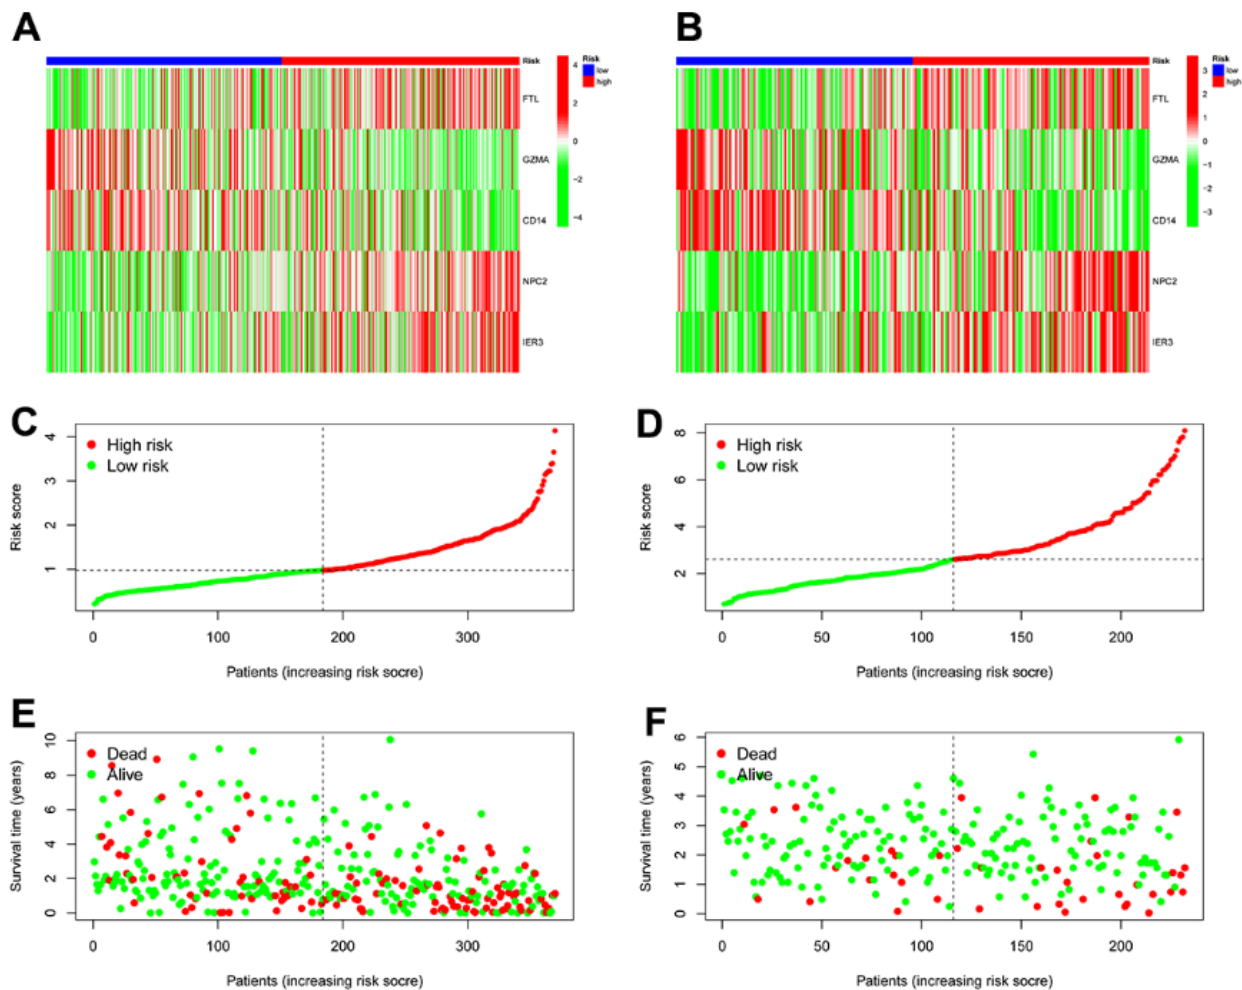 A
Risk
FTL
GZMA
CD14
NPC2
IER3
4
2
0
−2
−4
Risk
low
high
B
Risk
FTL
GZMA
CD14
NPC2
IER3
3
2
1
0
−1
−2
−3
Risk
low
high
C
High risk
Low risk
Risk score
4
3
2
1
0 100 200 300
Patients (increasing risk socre)
D
High risk
Low risk
Risk score
8
6
4
2
0 50 100 150 200
Patients (increasing risk socre)
E
Dead
Alive
Survival time (years)
10
8
6
4
2
0
0 100 200 300
Patients (increasing risk socre)
F
Dead
Alive
Survival time (years)
6
5
4
3
2
1
0
0 50 100 150 200
Patients (increasing risk socre)